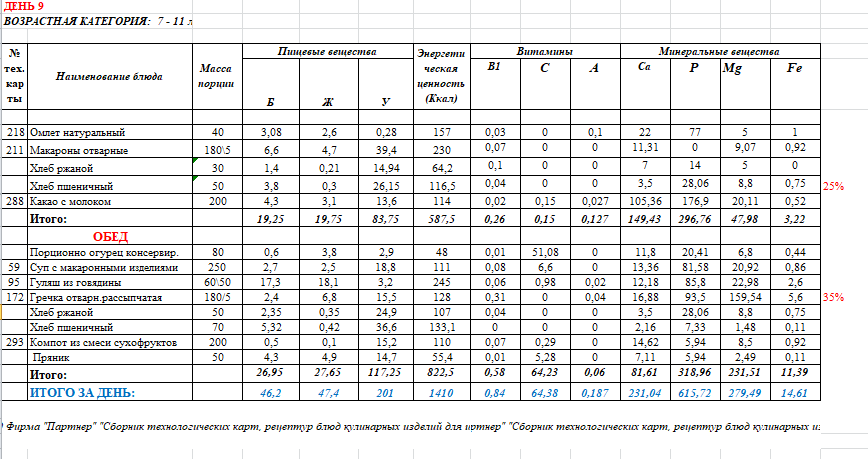 ДЕНЬ 9
ВОЗРАСТНАЯ КАТЕГОРИЯ: 7 - 11 л
№ тех. кар ты Наименование блюда Масса порции Пищевые вещества Энергети ческая ценность (Ккал) Витамины Минеральные вещества
Б Ж У В1 С А Са Р Mg Fe
218 Омлет натуральный 40 3,08 2,6 0,28 157 0,03 0 0,1 22 77 5 1
211 Макароны отварные 180\5 6,6 4,7 39,4 230 0,07 0 0 11,31 0 9,07 0,92
Хлеб ржаной 30 1,4 0,21 14,94 64,2 0,1 0 0 7 14 5 0
Хлеб пшеничный 50 3,8 0,3 26,15 116,5 0,04 0 0 3,5 28,06 8,8 0,75 25%
288 Какао с молоком 200 4,3 3,1 13,6 114 0,02 0,15 0,027 105,36 176,9 20,11 0,52
Итого: 19,25 19,75 83,75 587,5 0,26 0,15 0,127 149,43 296,76 47,98 3,22
ОБЕД
Порционно огурец консервир. 80 0,6 3,8 2,9 48 0,01 51,08 0 11,8 20,41 6,8 0,44
59 Суп с макаронными изделиями 250 2,7 2,5 18,8 111 0,08 6,6 0 13,36 81,58 20,92 0,86
95 Гуляш из говядины 60\50 17,3 18,1 3,2 245 0,06 0,98 0,02 12,18 85,8 22,98 2,6
172 Гречка отварн.рассыпчатая 180/5 2,4 6,8 15,5 128 0,31 0 0,04 16,88 93,5 159,54 5,6 35%
Хлеб ржаной 50 2,35 0,35 24,9 107 0,04 0 0 3,5 28,06 8,8 0,75
Хлеб пшеничный 70 5,32 0,42 36,6 133,1 0 0 0 2,16 7,33 1,48 0,11
293 Компот из смеси сухофруктов 200 0,5 0,1 15,2 110 0,07 0,29 0 14,62 5,94 8,5 0,92
Пряник 50 4,3 4,9 14,7 55,4 0,01 5,28 0 7,11 5,94 2,49 0,11
Итого: 26,95 27,65 117,25 822,5 0,58 64,23 0,06 81,61 318,96 231,51 11,39
ИТОГО ЗА ДЕНЬ: 46,2 47,4 201 1410 0,84 64,38 0,187 231,04 615,72 279,49 14,61
) Фирма "Партнер" "Сборник технологических карт, рецептур блюд кулинарных изделий для ртнер" "Сборник технологических карт, рецептур блюд кулинарных из